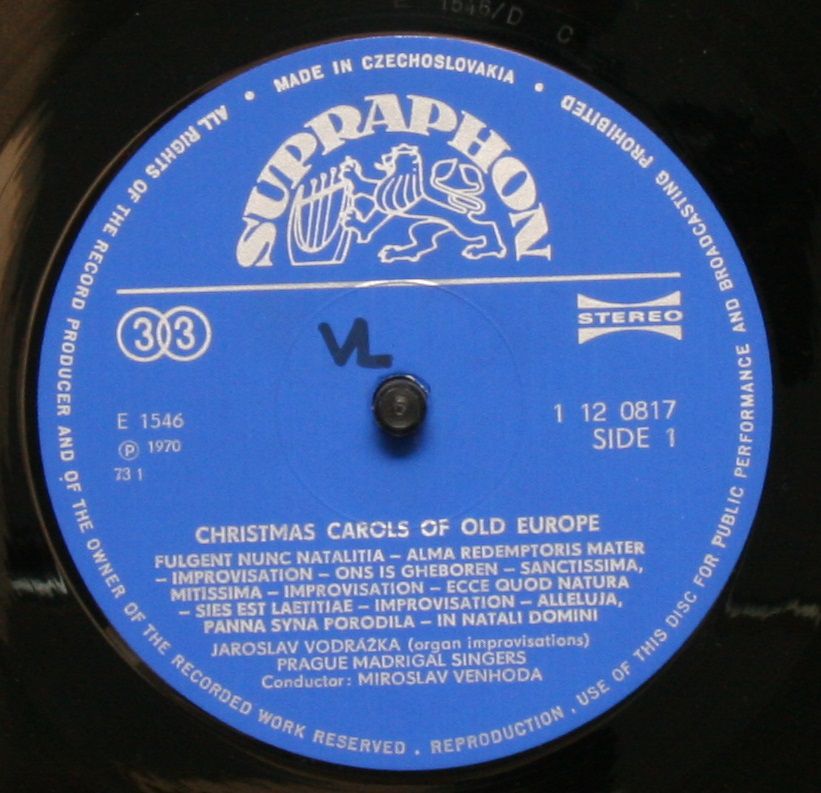 E 1546/D C
ALL RIGHTS OF THE RECORD PRODUCER AND OF THE OWNER OF THE RECORDED WORK RESERVED . REPRODUCTION , USE OF THIS DISC FOR PUBLIC PERFORMANCE AND BROADCASTING PROHIBITED
• MADE IN CZECHOSLOVAKIA •
SUPRAPHON
33
STEREO
VL
E 1546
Ⓟ 1970
73 1
1 12 0817
SIDE 1
CHRISTMAS CAROLS OF OLD EUROPE
FULGENT NUNC NATALITIA – ALMA REDEMPTORIS MATER
– IMPROVISATION – ONS IS GHEBOREN – SANCTISSIMA,
MITISSIMA – IMPROVISATION – ECCE QUOD NATURA
– SIES EST LAETITIAE – IMPROVISATION – ALLELUJA,
PANNA SYNA PORODILA – IN NATALI DOMINI
JAROSLAV VODRÁŽKA (organ improvisations)
PRAGUE MADRIGAL SINGERS
Conductor: MIROSLAV VENHODA